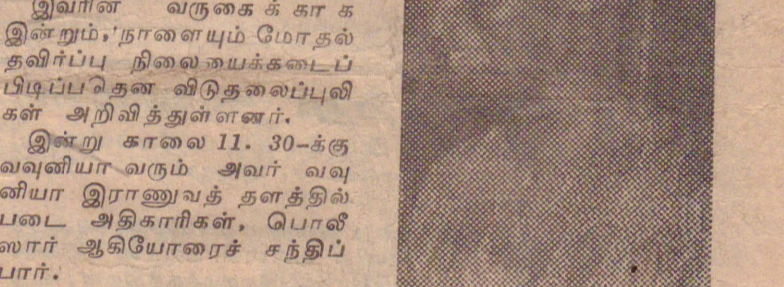 இவரின் வருகைக்காக
இன்றும், நாளையும் மோதல்
தவிர்ப்பு நிலையைக்கடைப்
பிடிப்பதென விடுதலைப்புலி
கள் அறிவித்துள்ளனர்.
இன்று காலை 11. 30-க்கு
வவுனியா வரும் அவர் வவு
னியா இராணுவத் தளத்தில்
படை அதிகாரிகள், பொலீ
ஸார் ஆகியோரைச் சந்திப்
பார்.